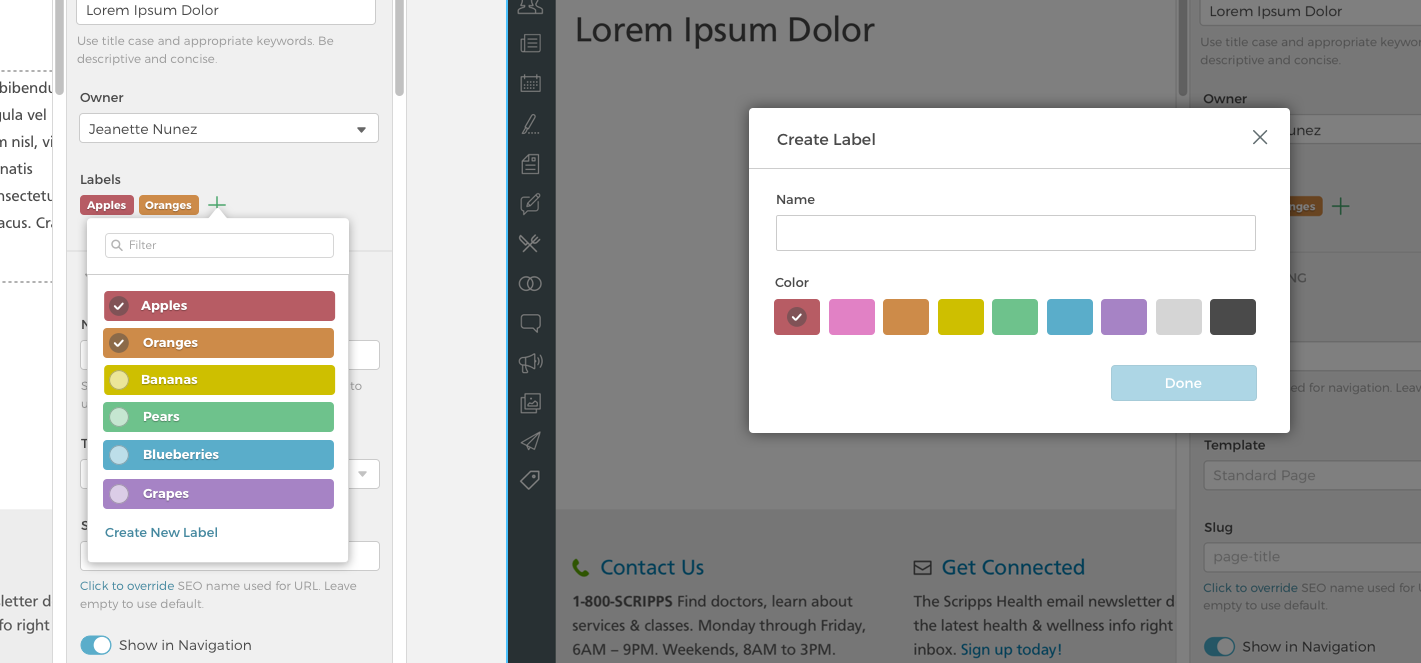 Lorem Ipsum Dolor
Use title case and appropriate keywords. Be
descriptive and concise.
Owner
Jeanette Nunez
Labels
Apples Oranges
Filter
Apples
Oranges
Bananas
Pears
Blueberries
Grapes
Create New Label
to
Click to override SEO name used for URL. Leave
empty to use default.
Show in Navigation
gula vel
m nisl, vi
natis
nsectetu
acus. Cra
sletter d
fo right
Lorem Ipsum Dolor
Create Label
Name
Color
Done
Contact Us
1-800-SCRIPPS Find doctors, learn about
services & classes. Monday through Friday,
6AM – 9PM. Weekends, 8AM to 3PM.
Get Connected
The Scripps Health email newsletter d
the latest health & wellness info right
inbox. Sign up today!
Lorem Ipsum Dolor
Use title case and appropriate keywor
descriptive and concise.
Owner
unez
nges
NG
ed for navigation. Leav
Template
Standard Page
Slug
page-title
Click to override SEO name used for U
empty to use default.
Show in Navigation